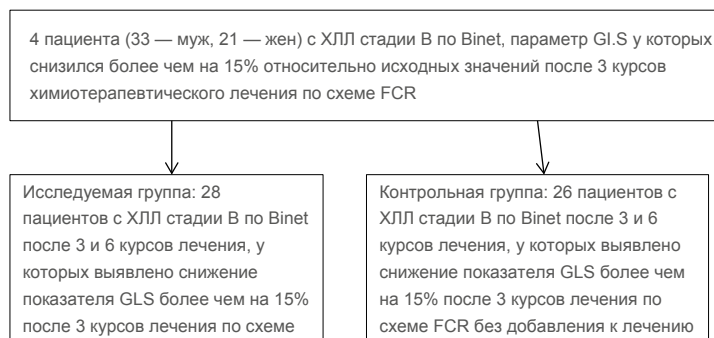 4 пациента (33 — муж, 21 — жен) с ХЛЛ стадии В по Binet, параметр GI.S у которых
снизился более чем на 15% относительно исходных значений после 3 курсов
химиотерапевтического лечения по схеме FCR
Исследуемая группа: 28
пациентов с ХЛЛ стадии В по Binet
после 3 и 6 курсов лечения, у
которых выявлено снижение
показателя GLS более чем на 15%
после 3 курсов лечения по схеме
Контрольная группа: 26 пациентов с
ХЛЛ стадии В по Binet после 3 и 6
курсов лечения, у которых выявлено
снижение показателя GLS более чем
на 15% после 3 курсов лечения по
схеме FCR без добавления к лечению